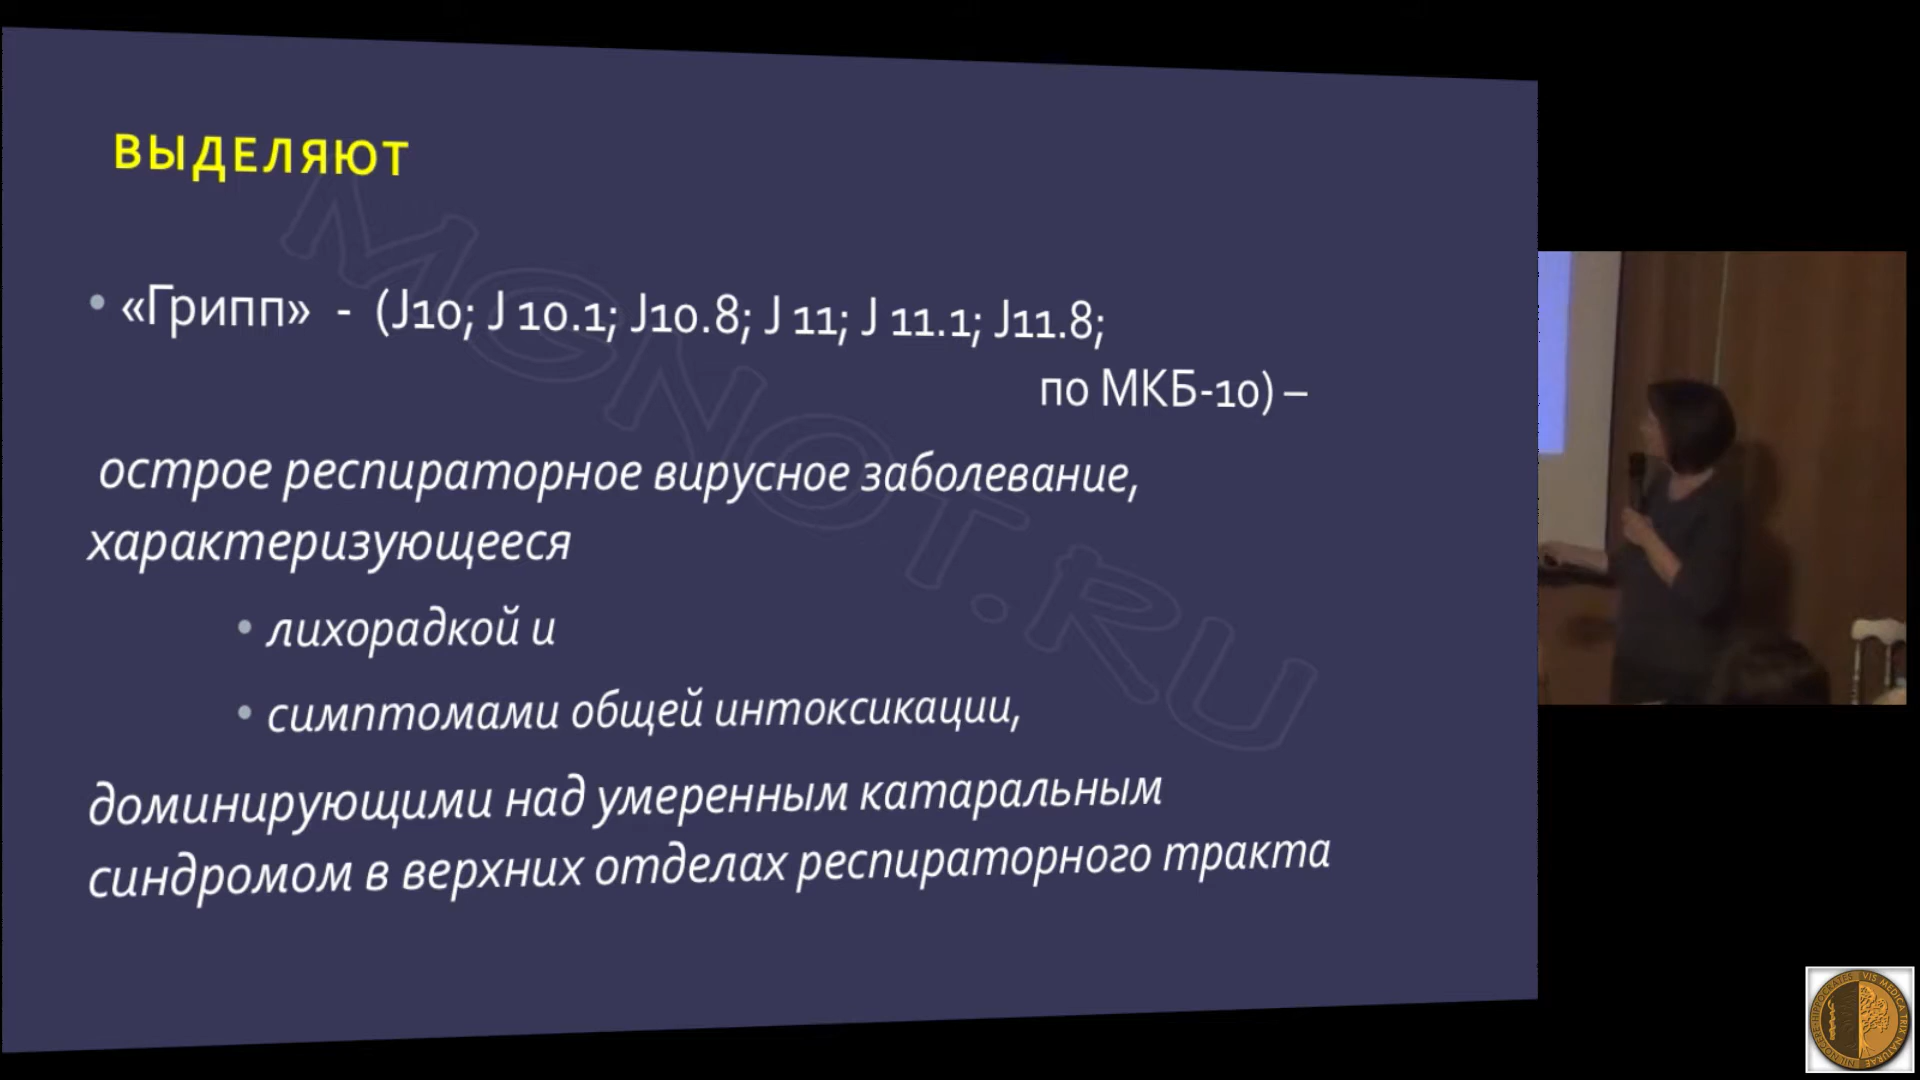 ВЫДЕЛЯЮТ
• «Грипп» - (J10; J 10.1; J10.8; J 11; J 11.1; J11.8;
по МКБ-10) –
острое респираторное вирусное заболевание,
характеризующееся
• лихорадкой и
• симптомами общей интоксикации,
доминирующими над умеренным катаральным
синдромом в верхних отделах респираторного тракта
MGNOT.RU